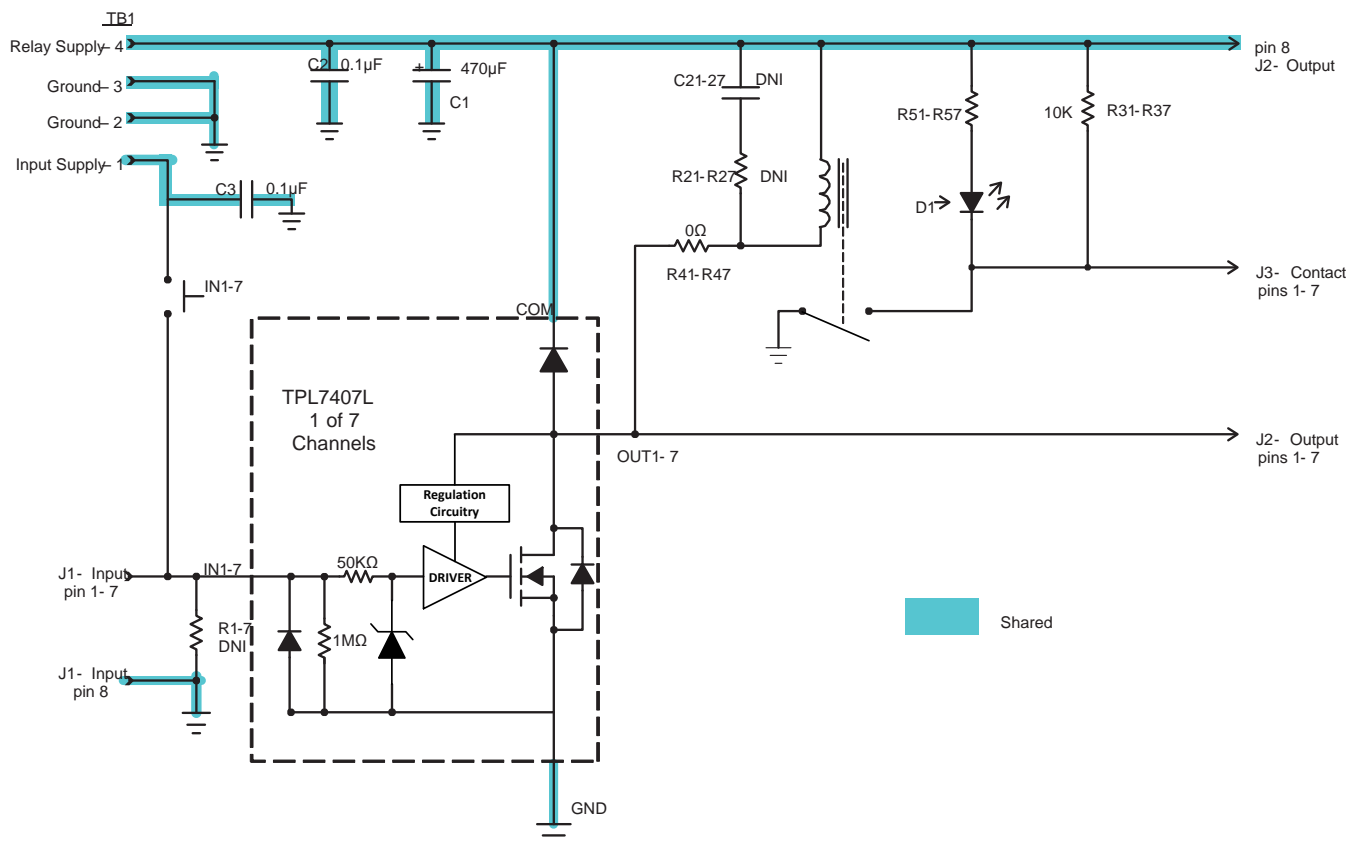 TB1
Relay Supply– 4
Ground– 3
Ground– 2
Input Supply– 1
C2 0.1µF
+ 470µF
C1
C3 0.1µF
C21-27 DNI
R21-R27 DNI
0Ω
R41-R47
R51-R57
10K R31-R37
D1
pin 8
J2- Output
J3- Contact
pins 1- 7
IN1-7
COM
TPL7407L
1 of 7
Channels
OUT1- 7
J2- Output
pins 1- 7
Regulation
Circuitry
50KΩ
DRIVER
IN1-7
J1- Input
pin 1- 7
R1-7
DNI
1MΩ
J1- Input
pin 8
GND
Shared